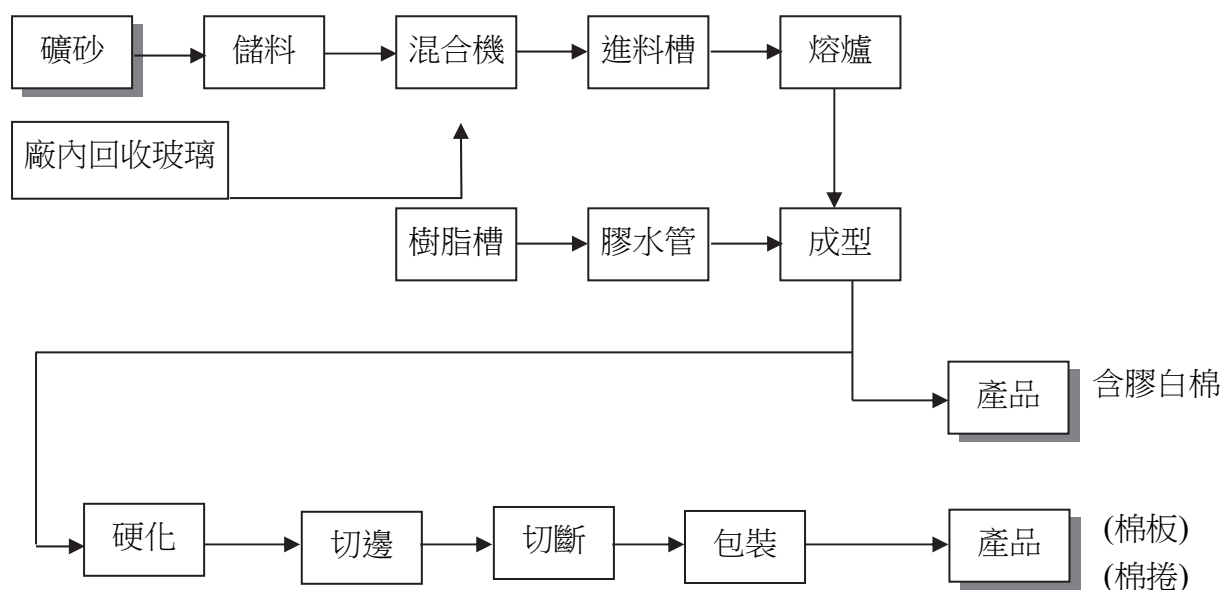 礦砂
儲料
混合機
進料槽
熔爐
廠內回收玻璃
樹脂槽
膠水管
成型
產品
含膠白棉
硬化
切邊
切斷
包裝
產品
(棉板)
(棉捲)